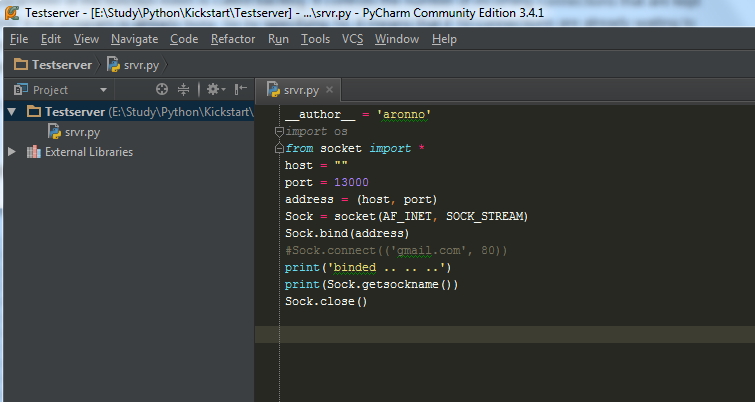 Testserver - [E:\Study\Python\Kickstart\Testserver] - ...\srvr.py - PyCharm Community Edition 3.4.1
File Edit View Navigate Code Refactor Run Tools VCS Window Help
Testserver srvr.py
Project
srvr.py
Testserver (E:\Study\Python\Kickstart\
srvr.py
External Libraries
__author__ = 'aronno'
import os
from socket import *
host = ""
port = 13000
address = (host, port)
Sock = socket(AF_INET, SOCK_STREAM)
Sock.bind(address)
#Sock.connect(('gmail.com', 80))
print('binded .. .. ..')
print(Sock.getsockname())
Sock.close()